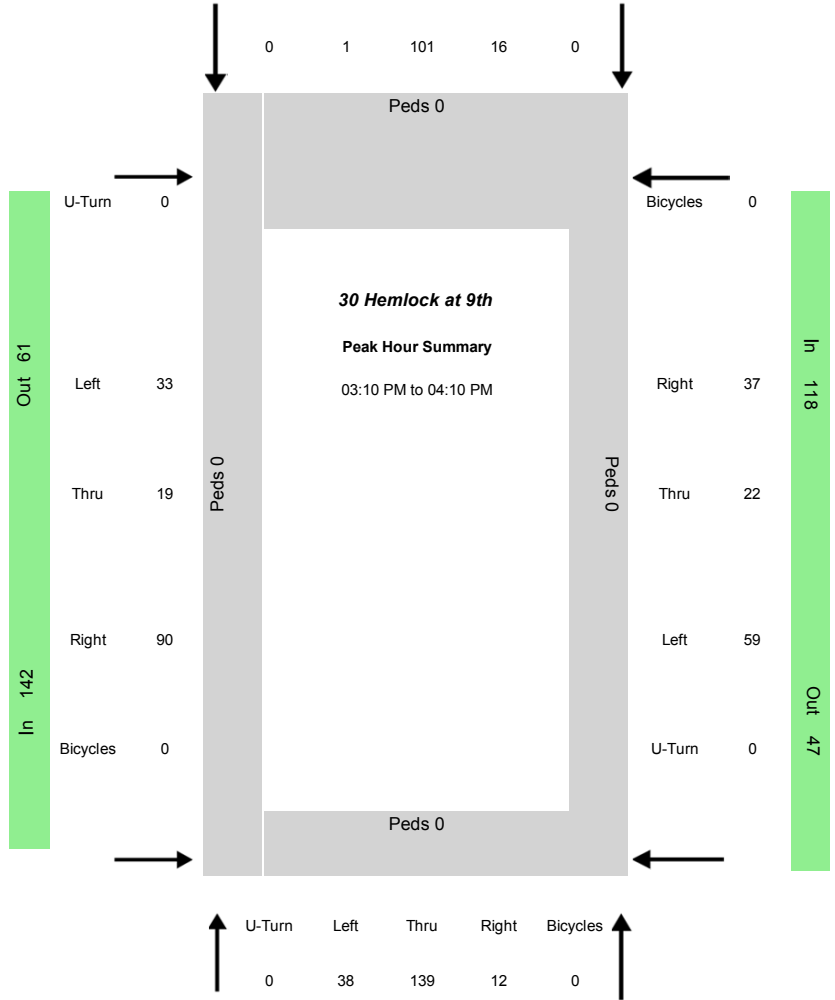 0 1 101 16 0
Peds 0
U-Turn 0
Bicycles 0
30 Hemlock at 9th
Peak Hour Summary
03:10 PM to 04:10 PM
Out 61
In 118
Left 33
Right 37
Peds 0
Peds 0
Thru 19
Thru 22
Right 90
Left 59
In 142
Out 47
Bicycles 0
U-Turn 0
Peds 0
U-Turn Left Thru Right Bicycles
0 38 139 12 0